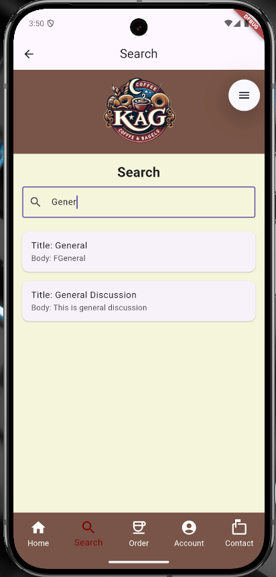 3:50
DEBUG
Search
COFFEE
KAG
COFFE & BAGELS
Search
Gener
Title: General
Body: FGeneral
Title: General Discussion
Body: This is general discussion
Home
Search
Order
Account
Contact